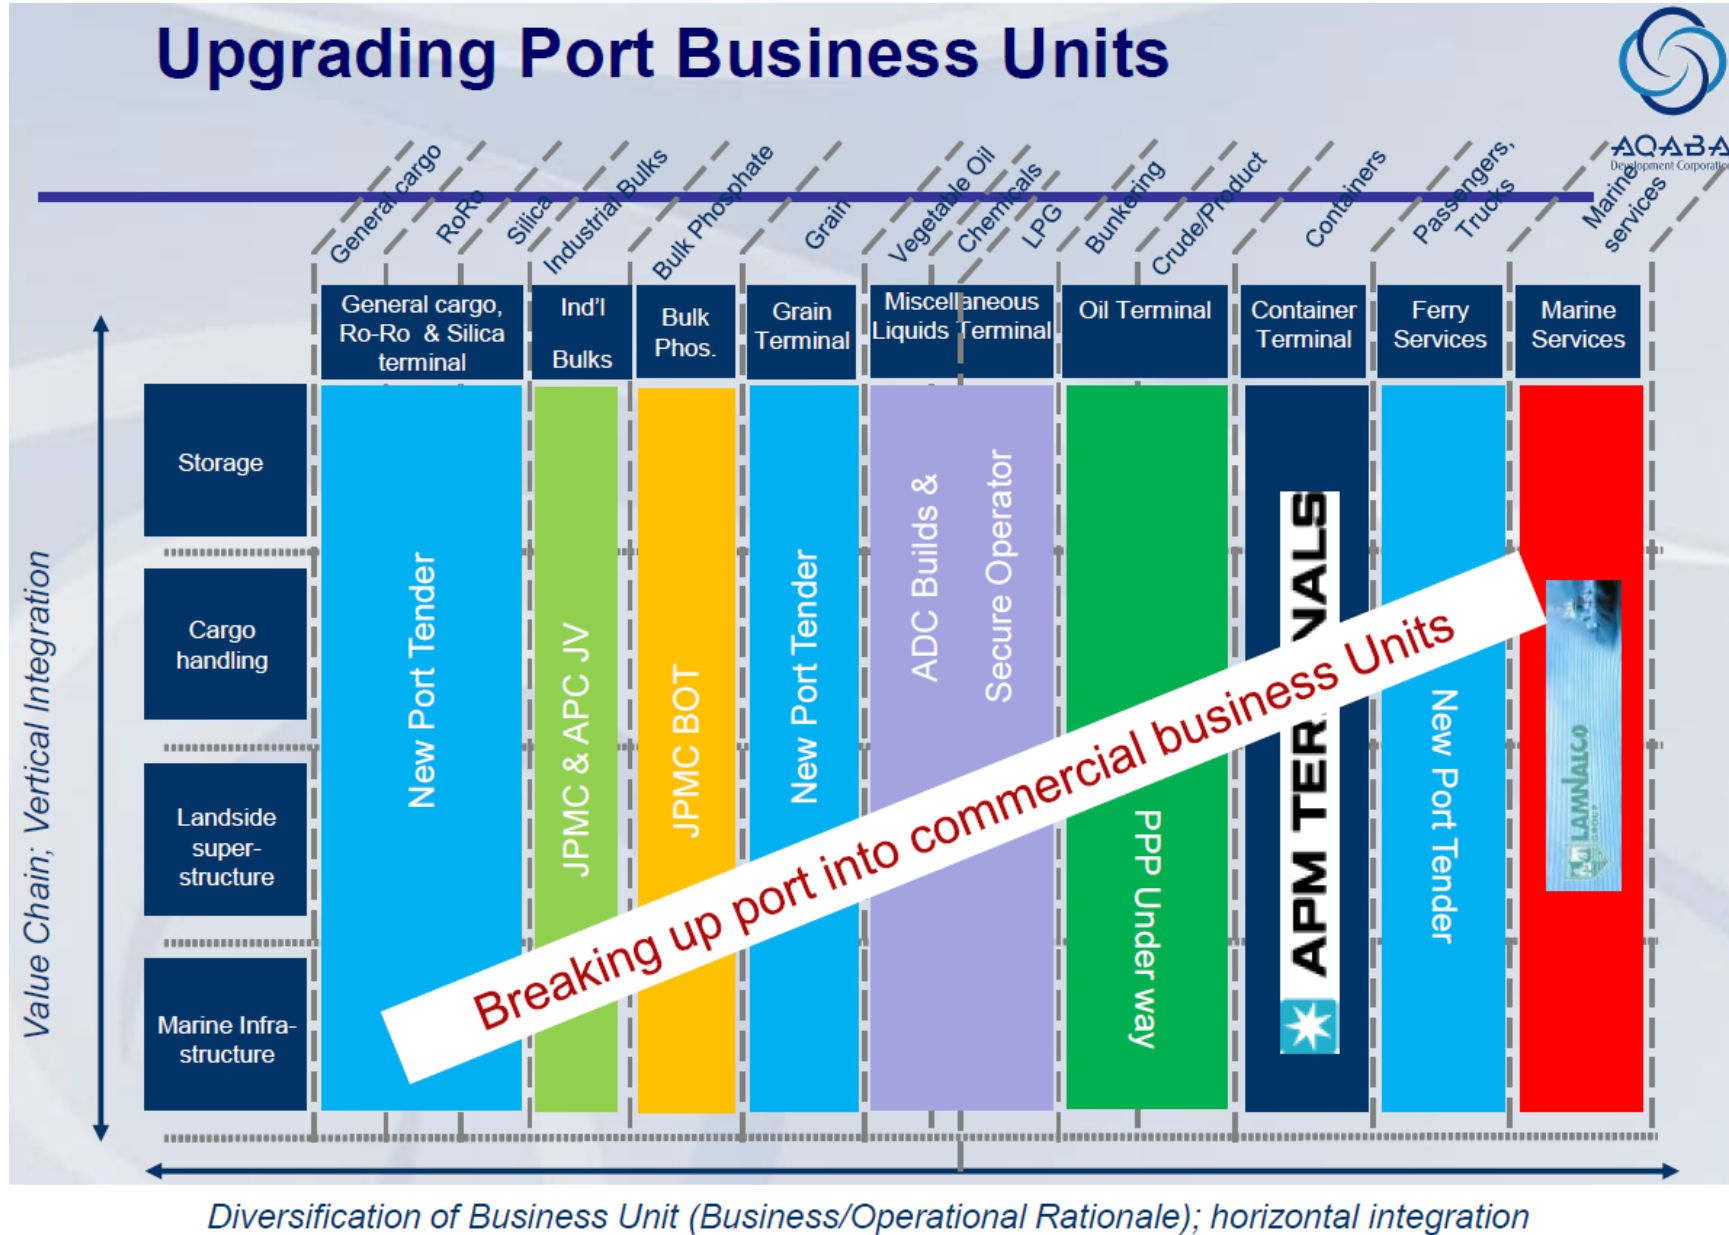 Upgrading Port Business Units
AQABA
Development Corporation
General cargo
RoRo
Silica
Industrial Bulks
Bulk Phosphate
Grain
Vegetable Oil
Chemicals
LPG
Bunkering
Crude/Product
Containers
Passengers,
Trucks
Marine
services
General cargo,
Ro-Ro & Silica
terminal
Ind'l
Bulks
Bulk
Phos.
Grain
Terminal
Miscellaneous
Liquids Terminal
Oil Terminal
Container
Terminal
Ferry
Services
Marine
Services
Value Chain; Vertical Integration
Storage
Cargo
handling
Landside
super-
structure
Marine Infra-
structure
New Port Tender
JPMC & APC JV
JPMC BOT
New Port Tender
ADC Builds &
Secure Operator
PPP Under way
APM TERMINALS
New Port Tender
LAMNALCO
GROUP
Breaking up port into commercial business Units
Diversification of Business Unit (Business/Operational Rationale); horizontal integration